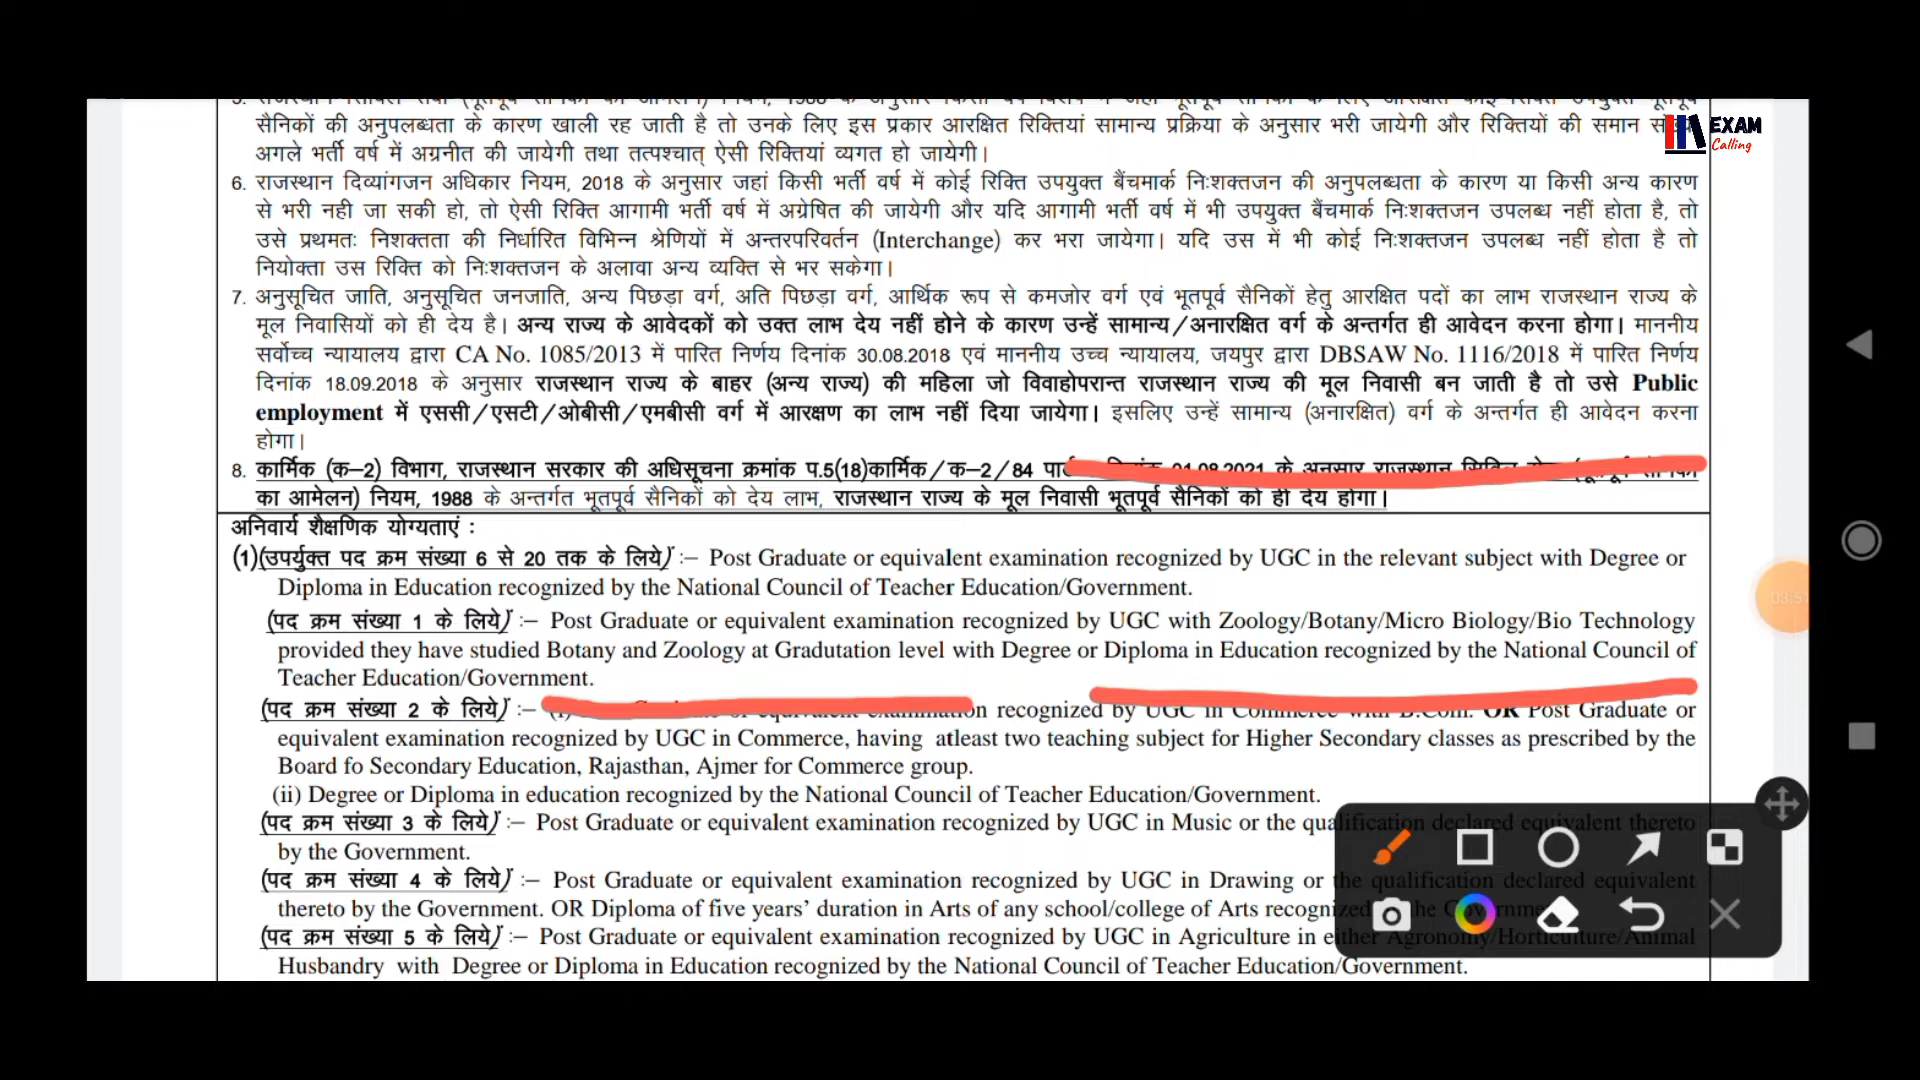 सैनिकों की अनुपलब्धता के कारण खाली रह जाती है तो उनके लिए इस प्रकार आरक्षित रिक्तियां सामान्य प्रक्रिया के अनुसार भरी जायेगी और रिक्तियों की समान
EXAM
Calling
अगले भर्ती वर्ष में अग्रनीत की जायेगी तथा तत्पश्चात् ऐसी रिक्तियां व्यगत हो जायेगी।
6. राजस्थान दिव्यांगजन अधिकार नियम, 2018 के अनुसार जहां किसी भर्ती वर्ष में कोई रिक्ति उपयुक्त बैंचमार्क निःशक्तजन की अनुपलब्धता के कारण या किसी अन्य कारण
से भरी नही जा सकी हो, तो ऐसी रिक्ति आगामी भर्ती वर्ष में अग्रेषित की जायेगी और यदि आगामी भर्ती वर्ष में भी उपयुक्त बैंचमार्क निःशक्तजन उपलब्ध नहीं होता है, तो
उसे प्रथमतः निशक्तता की निर्धारित विभिन्न श्रेणियों में अन्तरपरिवर्तन (Interchange) कर भरा जायेगा। यदि उस में भी कोई निःशक्तजन उपलब्ध नहीं होता है तो
नियोक्ता उस रिक्ति को निःशक्तजन के अलावा अन्य व्यक्ति से भर सकेगा।
7. अनुसूचित जाति, अनुसूचित जनजाति, अन्य पिछड़ा वर्ग, अति पिछड़ा वर्ग, आर्थिक रूप से कमजोर वर्ग एवं भूतपूर्व सैनिकों हेतु आरक्षित पदों का लाभ राजस्थान राज्य के
मूल निवासियों को ही देय है। अन्य राज्य के आवेदकों को उक्त लाभ देय नहीं होने के कारण उन्हें सामान्य/अनारक्षित वर्ग के अन्तर्गत ही आवेदन करना होगा। माननीय
सर्वोच्च न्यायालय द्वारा CA No. 1085/2013 में पारित निर्णय दिनांक 30.08.2018 एवं माननीय उच्च न्यायालय, जयपुर द्वारा DBSAW No. 1116/2018 में पारित निर्णय
दिनांक 18.09.2018 के अनुसार राजस्थान राज्य के बाहर (अन्य राज्य) की महिला जो विवाहोपरान्त राजस्थान राज्य की मूल निवासी बन जाती है तो उसे Public
employment में एससी/एसटी/ओबीसी/एमबीसी वर्ग में आरक्षण का लाभ नहीं दिया जायेगा। इसलिए उन्हें सामान्य (अनारक्षित) वर्ग के अन्तर्गत ही आवेदन करना
होगा।
8. कार्मिक (क–2) विभाग, राजस्थान सरकार की अधिसूचना क्रमांक प.5(18)कार्मिक/क–2/84 दिनांक 01.08.2021 के अनुसार राजस्थान सिविल
का आमेलन) नियम, 1988 के अन्तर्गत भूतपूर्व सैनिकों को देय लाभ, राजस्थान राज्य के मूल निवासी भूतपूर्व सैनिकों को ही देय होगा।
अनिवार्य शैक्षणिक योग्यताएं :
(1)(उपर्युक्त पद क्रम संख्या 6 से 20 तक के लिये) :– Post Graduate or equivalent examination recognized by UGC in the relevant subject with Degree or
Diploma in Education recognized by the National Council of Teacher Education/Government.
(पद क्रम संख्या 1 के लिये) :– Post Graduate or equivalent examination recognized by UGC with Zoology/Botany/Micro Biology/Bio Technology
provided they have studied Botany and Zoology at Gradutation level with Degree or Diploma in Education recognized by the National Council of
Teacher Education/Government.
(पद क्रम संख्या 2 के लिये) :– (i) Graduate or equivalent examination recognized by UGC in Commerce with B.Com. OR Post Graduate or
equivalent examination recognized by UGC in Commerce, having atleast two teaching subject for Higher Secondary classes as prescribed by the
Board fo Secondary Education, Rajasthan, Ajmer for Commerce group.
(ii) Degree or Diploma in education recognized by the National Council of Teacher Education/Government.
(पद क्रम संख्या 3 के लिये) :– Post Graduate or equivalent examination recognized by UGC in Music or the qualification declared equivalent thereto
by the Government.
(पद क्रम संख्या 4 के लिये) :– Post Graduate or equivalent examination recognized by UGC in Drawing or the qualification declared equivalent
thereto by the Government. OR Diploma of five years’ duration in Arts of any school/college of Arts recognized the
(पद क्रम संख्या 5 के लिये) :– Post Graduate or equivalent examination recognized by UGC in Agriculture in either Agronomy/Horticulture/Animal
Husbandry with Degree or Diploma in Education recognized by the National Council of Teacher Education/Government.